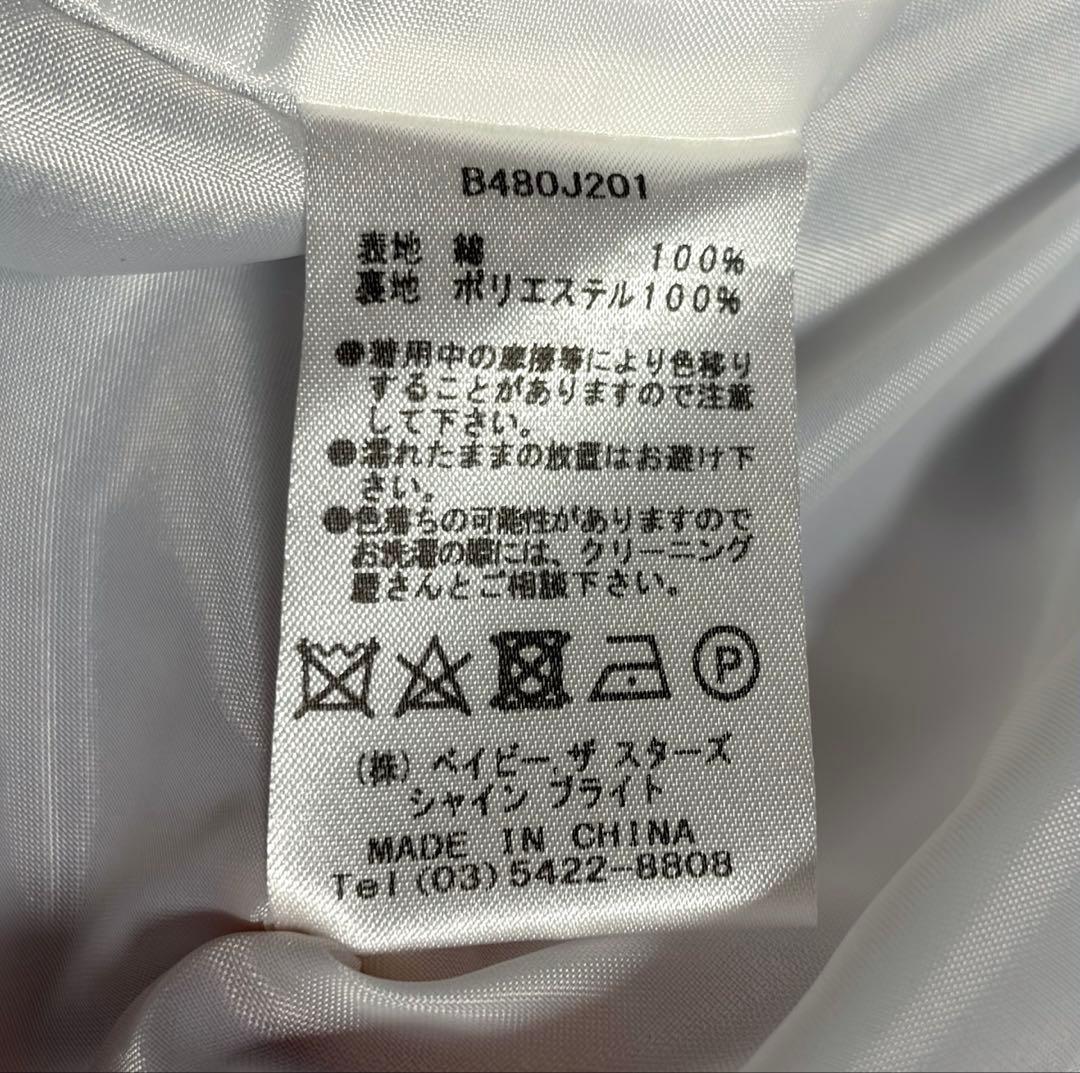 B480J201
表地 綿 100%
裏地 ポリエステル100%
●着用中の摩擦等により色移り
することがありますので注意
して下さい。
●濡れたままの放置はお避け下
さい。
●色落ちの可能性がありますので
お洗濯の際には、クリーニング
屋さんとご相談下さい。
P
(株) ベイビー.ザ スターズ
シャイン ブライト
MADE IN CHINA
Tel(03)5422-8808